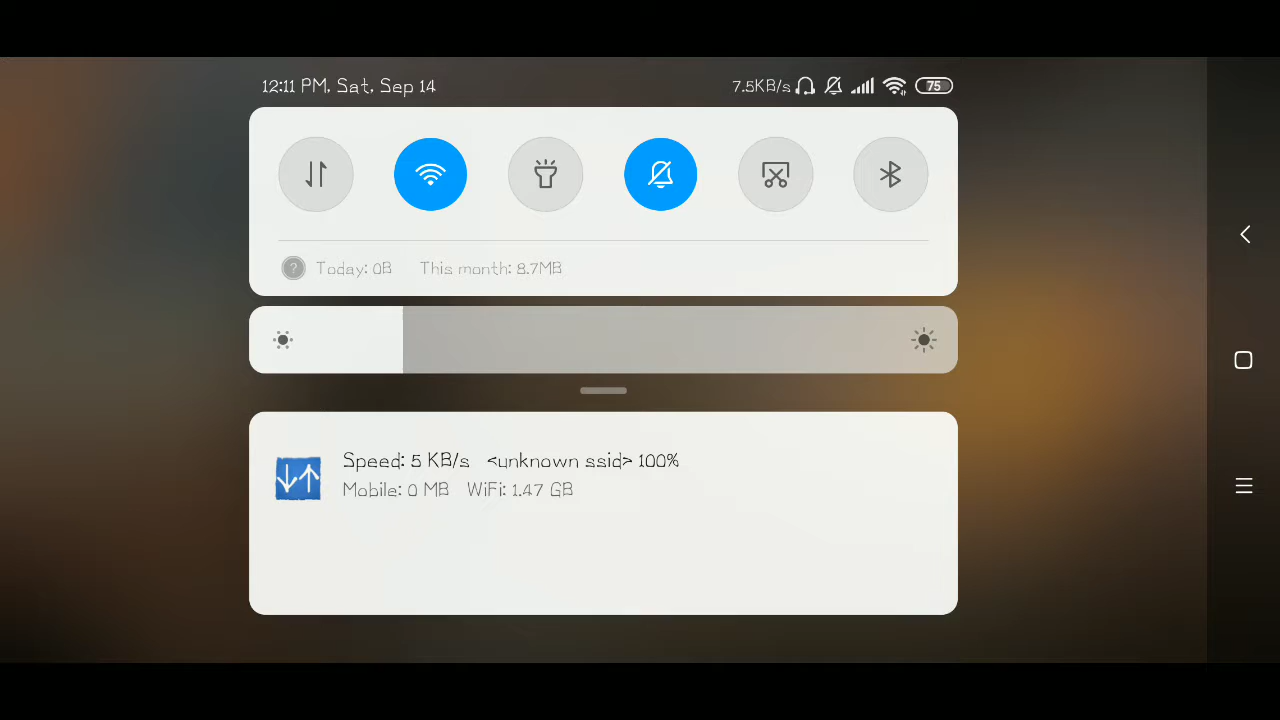 12:11 PM, Sat, Sep 14
7.5KB/s 75
Today: 0B This month: 8.7MB
Speed: 5 KB/s <unknown ssid> 100%
Mobile: 0 MB WiFi: 1.47 GB